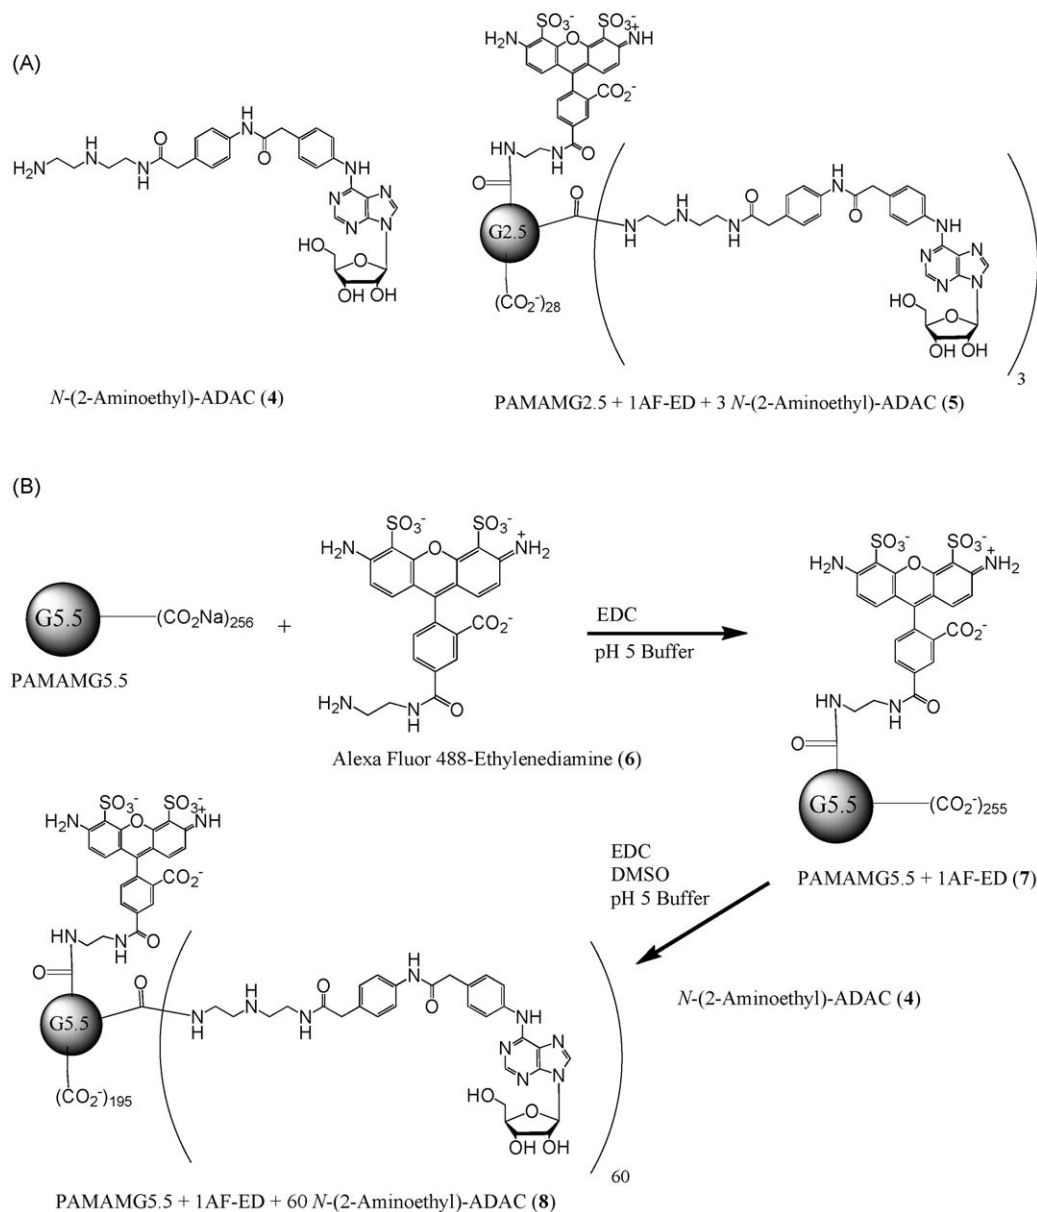 (A)
SO3- SO3-
H2N O +NH
CO2-
H H
H2N N N O N O NH
H N N
N N
HO O
OH OH
HN N O
H
O O
G2.5 N N N O N O NH
H H H
(CO2-)28 N N
N N
HO O
OH OH
3
N-(2-Aminoethyl)-ADAC (4)
PAMAMG2.5 + 1AF-ED + 3 N-(2-Aminoethyl)-ADAC (5)
(B)
SO3- SO3-
H2N O +NH2
CO2-
G5.5 (CO2Na)256
PAMAMG5.5
+
H2N N O
H
Alexa Fluor 488-Ethylenediamine (6)
EDC
pH 5 Buffer
SO3- SO3-
H2N O +NH2
CO2-
HN N O
H
O
G5.5 (CO2-)255
PAMAMG5.5 + 1AF-ED (7)
EDC
DMSO
pH 5 Buffer
N-(2-Aminoethyl)-ADAC (4)
SO3- SO3-
H2N O +NH
CO2-
HN N O
H
O O
G5.5 N N N O N O NH
H H H
(CO2-)195 N N
N N
HO O
OH OH
60
PAMAMG5.5 + 1AF-ED + 60 N-(2-Aminoethyl)-ADAC (8)